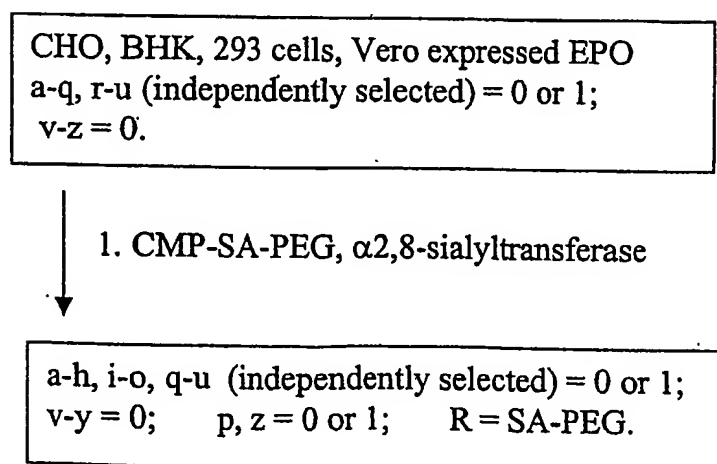 CHO, BHK, 293 cells, Vero expressed EPO
a-q, r-u (independently selected) = 0 or 1;
v-z = 0.
1. CMP-SA-PEG, α2,8-sialyltransferase
a-h, i-o, q-u (independently selected) = 0 or 1;
v-y = 0; p, z = 0 or 1; R = SA-PEG.